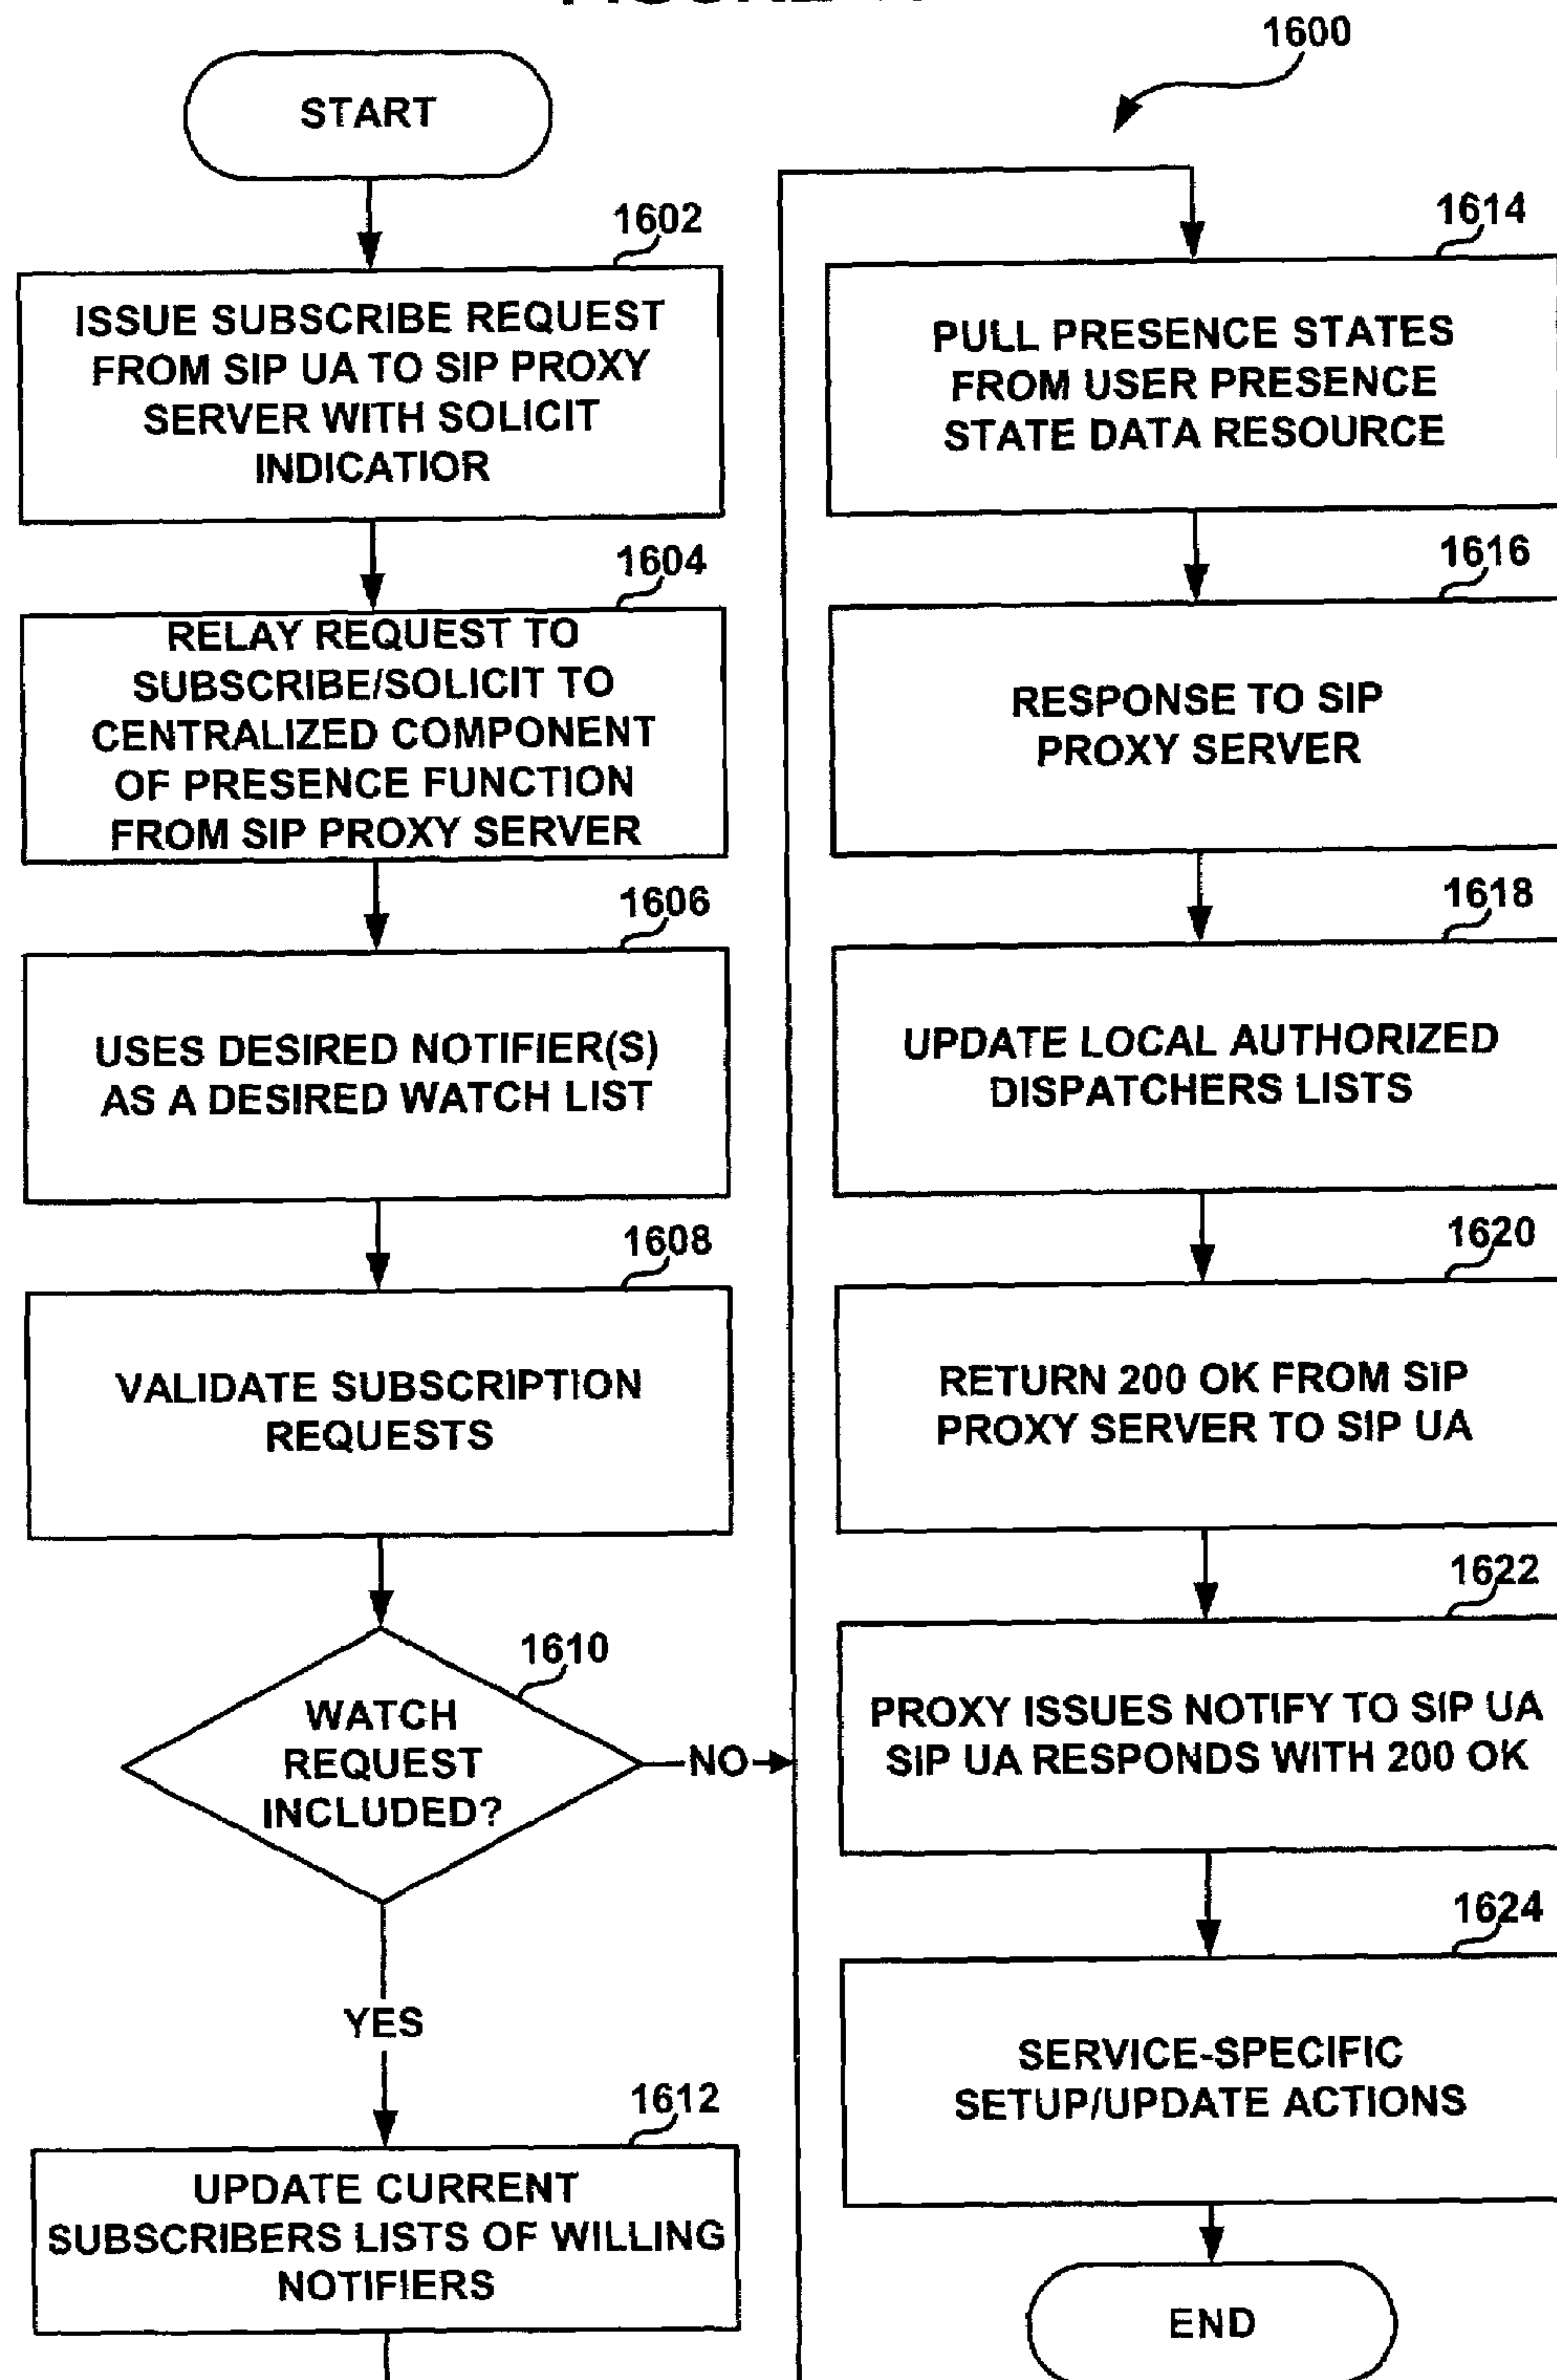 1600
START
1602
ISSUE SUBSCRIBE REQUEST
FROM SIP UA TO SIP PROXY
SERVER WITH SOLICIT
INDICATIOR
1604
RELAY REQUEST TO
SUBSCRIBE/SOLICIT TO
CENTRALIZED COMPONENT
OF PRESENCE FUNCTION
FROM SIP PROXY SERVER
1606
USES DESIRED NOTIFIER(S)
AS A DESIRED WATCH LIST
1608
VALIDATE SUBSCRIPTION
REQUESTS
1610
WATCH
REQUEST
INCLUDED?
NO
YES
1612
UPDATE CURRENT
SUBSCRIBERS LISTS OF WILLING
NOTIFIERS
1614
PULL PRESENCE STATES
FROM USER PRESENCE
STATE DATA RESOURCE
1616
RESPONSE TO SIP
PROXY SERVER
1618
UPDATE LOCAL AUTHORIZED
DISPATCHERS LISTS
1620
RETURN 200 OK FROM SIP
PROXY SERVER TO SIP UA
1622
PROXY ISSUES NOTIFY TO SIP UA
SIP UA RESPONDS WITH 200 OK
1624
SERVICE-SPECIFIC
SETUP/UPDATE ACTIONS
END